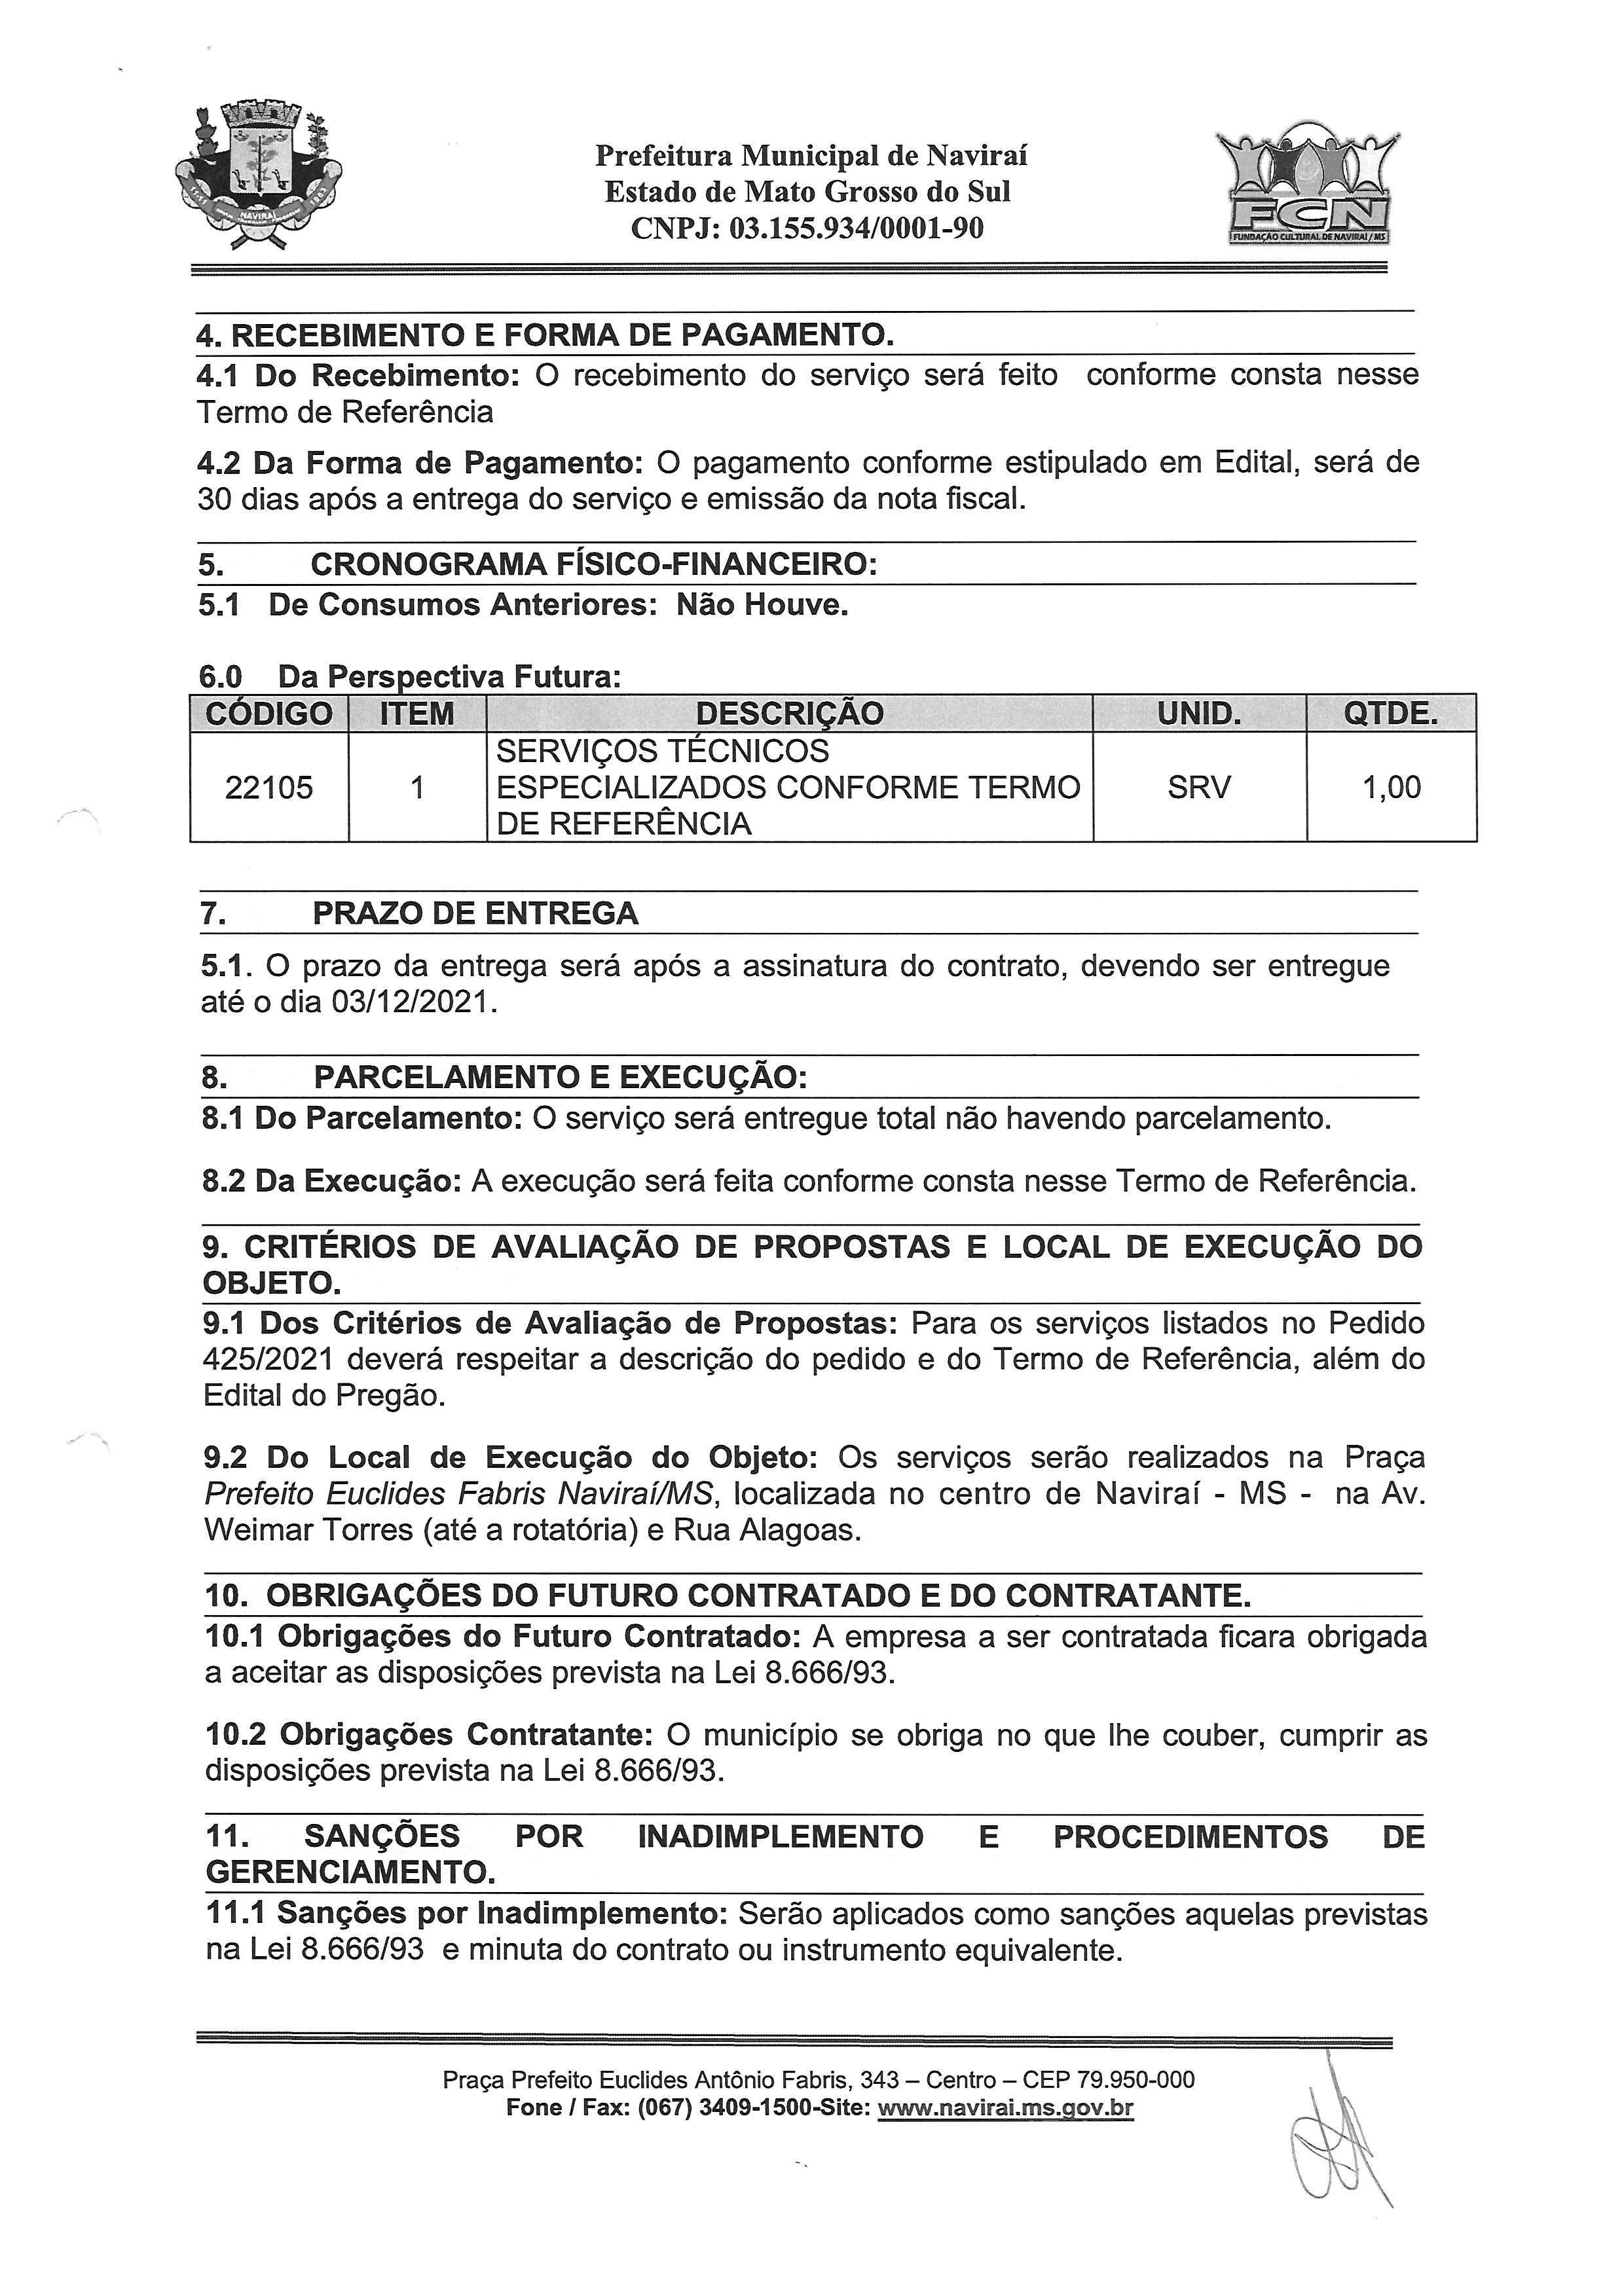 NAVIRAÍ
Prefeitura Municipal de Naviraí
Estado de Mato Grosso do Sul
CNPJ: 03.155.934/0001-90
FCN
FUNDAÇÃO CULTURAL DE NAVIRAÍ / MS
4. RECEBIMENTO E FORMA DE PAGAMENTO.
4.1 Do Recebimento: O recebimento do serviço será feito conforme consta nesse
Termo de Referência
4.2 Da Forma de Pagamento: O pagamento conforme estipulado em Edital, será de
30 dias após a entrega do serviço e emissão da nota fiscal.
5. CRONOGRAMA FÍSICO-FINANCEIRO:
5.1 De Consumos Anteriores: Não Houve.
6.0 Da Perspectiva Futura:
CÓDIGO ITEM DESCRIÇÃO UNID. QTDE.
SERVIÇOS TÉCNICOS
22105 1 ESPECIALIZADOS CONFORME TERMO SRV 1,00
DE REFERÊNCIA
7. PRAZO DE ENTREGA
5.1. O prazo da entrega será após a assinatura do contrato, devendo ser entregue
até o dia 03/12/2021.
8. PARCELAMENTO E EXECUÇÃO:
8.1 Do Parcelamento: O serviço será entregue total não havendo parcelamento.
8.2 Da Execução: A execução será feita conforme consta nesse Termo de Referência.
9. CRITÉRIOS DE AVALIAÇÃO DE PROPOSTAS E LOCAL DE EXECUÇÃO DO
OBJETO.
9.1 Dos Critérios de Avaliação de Propostas: Para os serviços listados no Pedido
425/2021 deverá respeitar a descrição do pedido e do Termo de Referência, além do
Edital do Pregão.
9.2 Do Local de Execução do Objeto: Os serviços serão realizados na Praça
Prefeito Euclides Fabris Naviraí/MS, localizada no centro de Naviraí - MS - na Av.
Weimar Torres (até a rotatória) e Rua Alagoas.
10. OBRIGAÇÕES DO FUTURO CONTRATADO E DO CONTRATANTE.
10.1 Obrigações do Futuro Contratado: A empresa a ser contratada ficara obrigada
a aceitar as disposições prevista na Lei 8.666/93.
10.2 Obrigações Contratante: O município se obriga no que lhe couber, cumprir as
disposições prevista na Lei 8.666/93.
11. SANÇÕES POR INADIMPLEMENTO E PROCEDIMENTOS DE
GERENCIAMENTO.
11.1 Sanções por Inadimplemento: Serão aplicados como sanções aquelas previstas
na Lei 8.666/93 e minuta do contrato ou instrumento equivalente.
Praça Prefeito Euclides Antônio Fabris, 343 – Centro – CEP 79.950-000
Fone / Fax: (067) 3409-1500-Site: www.navirai.ms.gov.br